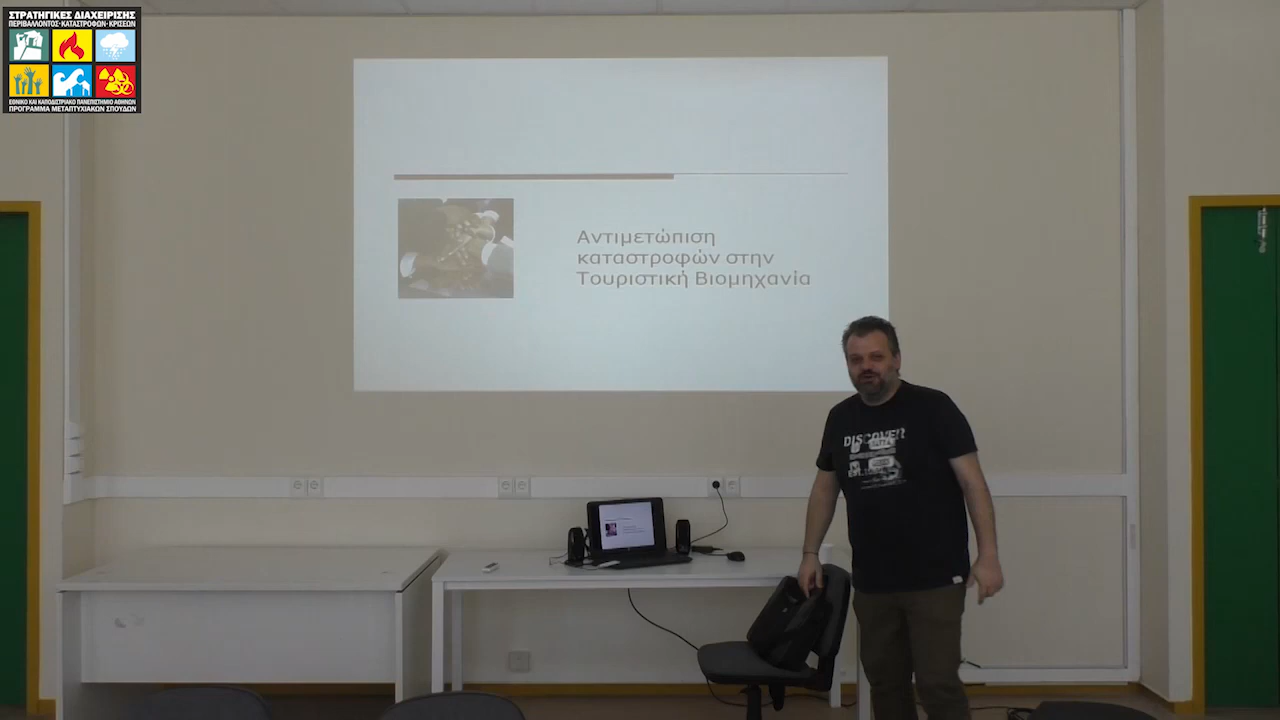 ΣΤΡΑΤΗΓΙΚΕΣ ΔΙΑΧΕΙΡΙΣΗΣ
ΠΕΡΙΒΑΛΛΟΝΤΟΣ·ΚΑΤΑΣΤΡΟΦΩΝ·ΚΡΙΣΕΩΝ
ΕΘΝΙΚΟ ΚΑΙ ΚΑΠΟΔΙΣΤΡΙΑΚΟ ΠΑΝΕΠΙΣΤΗΜΙΟ ΑΘΗΝΩΝ
ΠΡΟΓΡΑΜΜΑ ΜΕΤΑΠΤΥΧΙΑΚΩΝ ΣΠΟΥΔΩΝ
Αντιμετώπιση
καταστροφών στην
Τουριστική Βιομηχανία
DISCOVER